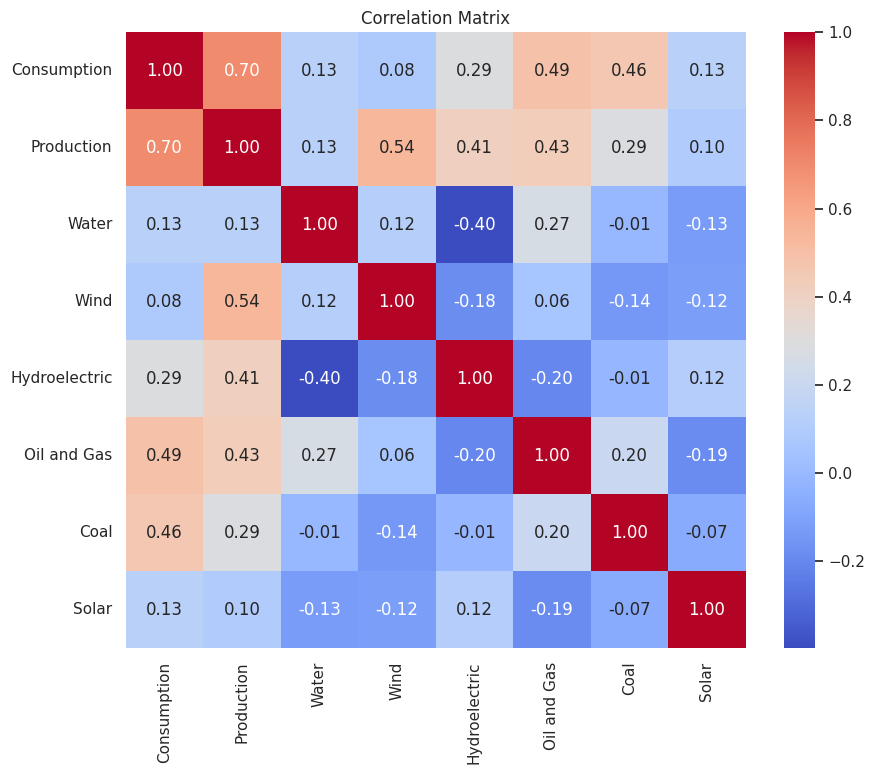 Correlation Matrix
Consumption 1.00 0.70 0.13 0.08 0.29 0.49 0.46 0.13
Production 0.70 1.00 0.13 0.54 0.41 0.43 0.29 0.10
Water 0.13 0.13 1.00 0.12 -0.40 0.27 -0.01 -0.13
Wind 0.08 0.54 0.12 1.00 -0.18 0.06 -0.14 -0.12
Hydroelectric 0.29 0.41 -0.40 -0.18 1.00 -0.20 -0.01 0.12
Oil and Gas 0.49 0.43 0.27 0.06 -0.20 1.00 0.20 -0.19
Coal 0.46 0.29 -0.01 -0.14 -0.01 0.20 1.00 -0.07
Solar 0.13 0.10 -0.13 -0.12 0.12 -0.19 -0.07 1.00
Consumption Production Water Wind Hydroelectric Oil and Gas Coal Solar
1.0
0.8
0.6
0.4
0.2
0.0
−0.2